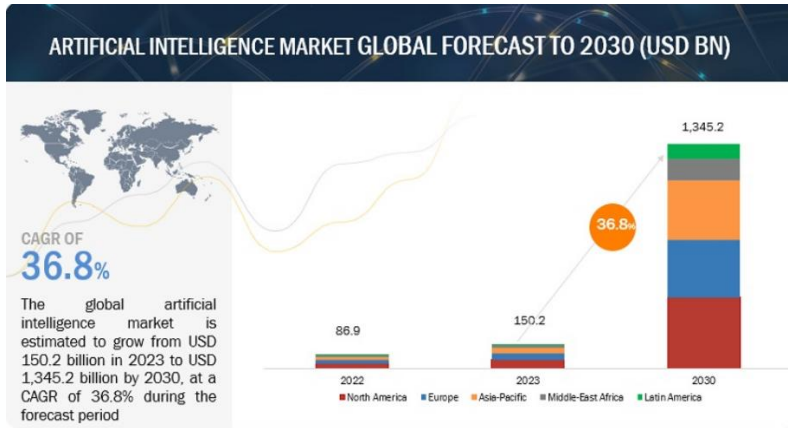 ARTIFICIAL INTELLIGENCE MARKET GLOBAL FORECAST TO 2030 (USD BN)
CAGR OF
36.8%
The global artificial
intelligence market is
estimated to grow from USD
150.2 billion in 2023 to USD
1,345.2 billion by 2030, at a
CAGR of 36.8% during the
forecast period
1,345.2
36.8%
150.2
86.9
2022 2023 2030
North America Europe Asia-Pacific Middle-East Africa Latin America